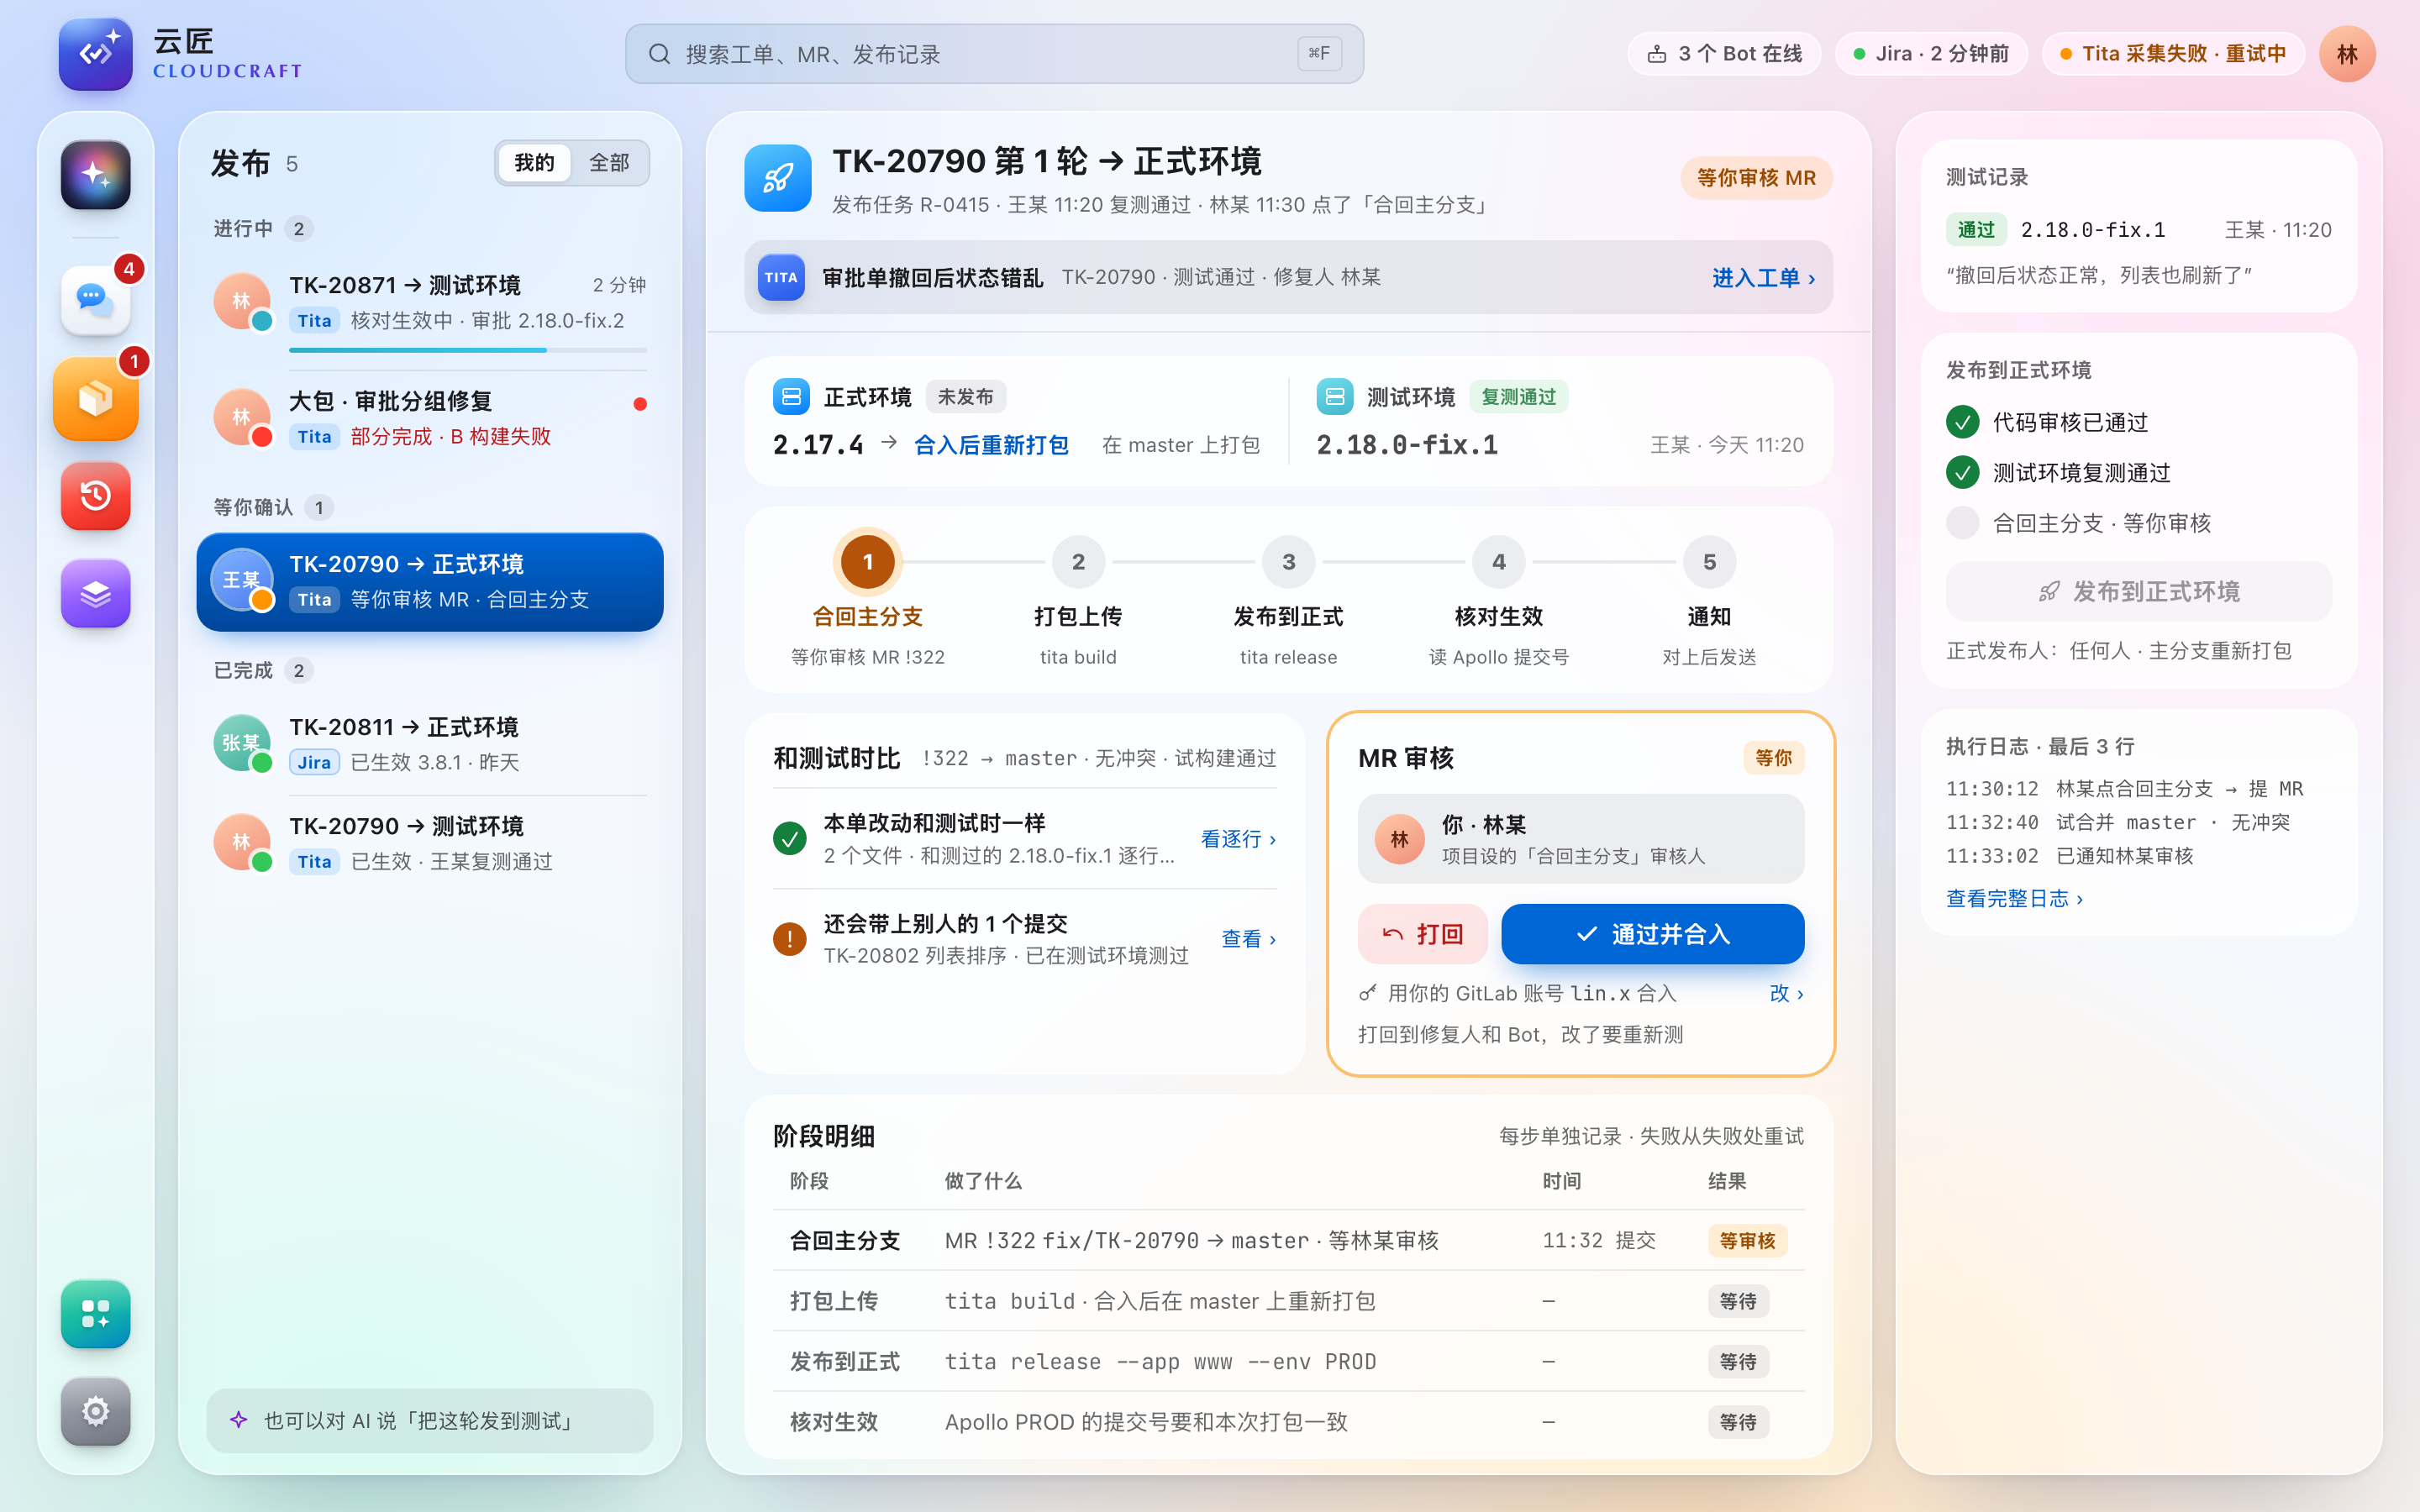 云匠
CLOUDCRAFT
搜索工单、MR、发布记录
⌘F
3 个 Bot 在线
Jira · 2 分钟前
Tita 采集失败 · 重试中
林
4
1
发布 5
我的 全部
进行中 2
林
TK-20871 → 测试环境 2 分钟
Tita 核对生效中 · 审批 2.18.0-fix.2
林
大包 · 审批分组修复
Tita 部分完成 · B 构建失败
等你确认 1
王某
TK-20790 → 正式环境
Tita 等你审核 MR · 合回主分支
已完成 2
张某
TK-20811 → 正式环境
Jira 已生效 3.8.1 · 昨天
林
TK-20790 → 测试环境
Tita 已生效 · 王某复测通过
也可以对 AI 说「把这轮发到测试」
TK-20790 第 1 轮 → 正式环境
发布任务 R-0415 · 王某 11:20 复测通过 · 林某 11:30 点了「合回主分支」
等你审核 MR
TITA 审批单撤回后状态错乱 TK-20790 · 测试通过 · 修复人 林某 进入工单 ›
正式环境 未发布
2.17.4 → 合入后重新打包 在 master 上打包
测试环境 复测通过
2.18.0-fix.1 王某 · 今天 11:20
1 2 3 4 5
合回主分支 打包上传 发布到正式 核对生效 通知
等你审核 MR !322 tita build tita release 读 Apollo 提交号 对上后发送
和测试时比 !322 → master · 无冲突 · 试构建通过
本单改动和测试时一样
2 个文件 · 和测过的 2.18.0-fix.1 逐行…
看逐行 ›
!
还会带上别人的 1 个提交
TK-20802 列表排序 · 已在测试环境测过
查看 ›
MR 审核 等你
林
你 · 林某
项目设的「合回主分支」审核人
打回 通过并合入
用你的 GitLab 账号 lin.x 合入 改 ›
打回到修复人和 Bot，改了要重新测
阶段明细 每步单独记录 · 失败从失败处重试
阶段 做了什么 时间 结果
合回主分支 MR !322 fix/TK-20790 → master · 等林某审核 11:32 提交 等审核
打包上传 tita build · 合入后在 master 上重新打包 — 等待
发布到正式 tita release --app www --env PROD — 等待
核对生效 Apollo PROD 的提交号要和本次打包一致 — 等待
测试记录
通过 2.18.0-fix.1 王某 · 11:20
“撤回后状态正常，列表也刷新了”
发布到正式环境
代码审核已通过
测试环境复测通过
合回主分支 · 等你审核
发布到正式环境
正式发布人：任何人 · 主分支重新打包
执行日志 · 最后 3 行
11:30:12 林某点合回主分支 → 提 MR
11:32:40 试合并 master · 无冲突
11:33:02 已通知林某审核
查看完整日志 ›